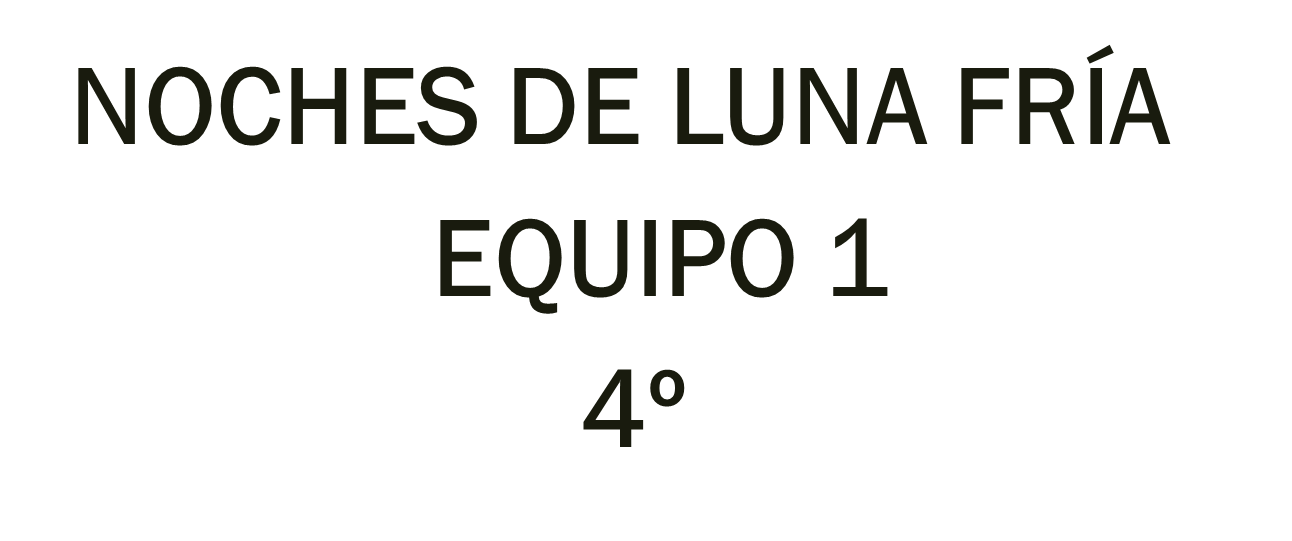 NOCHES DE LUNA FRÍA
EQUIPO 1
4º